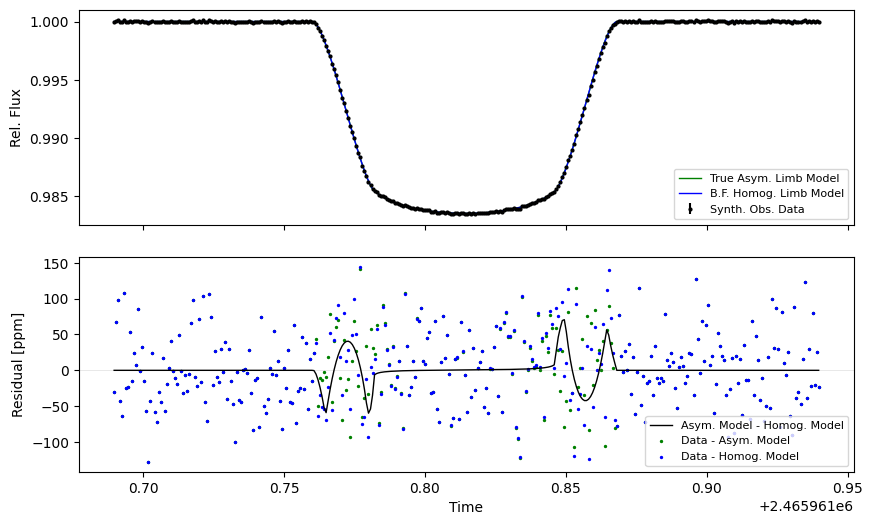 1.000
0.995
0.990
0.985
Rel. Flux
True Asym. Limb Model
B.F. Homog. Limb Model
Synth. Obs. Data
150
100
50
0
−50
−100
Residual [ppm]
Asym. Model - Homog. Model
Data - Asym. Model
Data - Homog. Model
0.70 0.75 0.80 0.85 0.90 0.95
Time
+2.465961e6